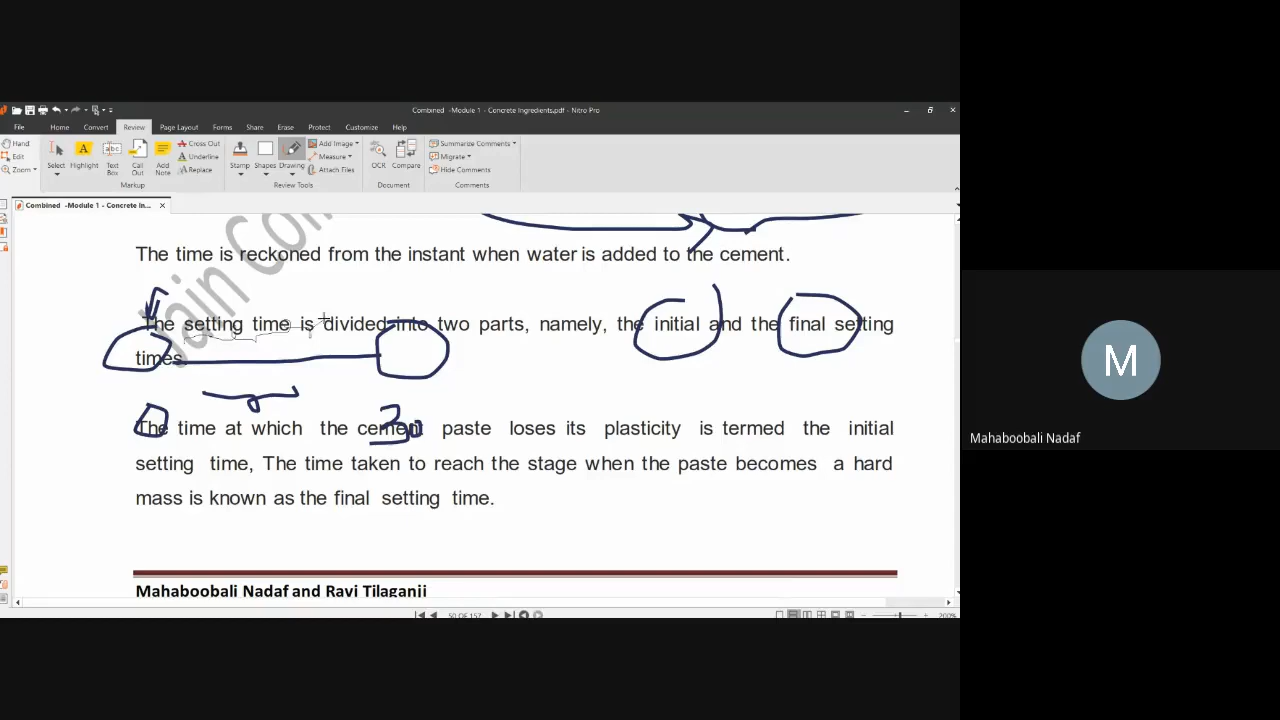 Combined -Module 1 - Concrete Ingredients.pdf - Nitro Pro
File Home Convert Review Page Layout Forms Share Erase Protect Customize Help
Hand Edit Zoom
Select Highlight Text Box Call Out Add Note
Cross Out Underline Replace
Stamp Shapes Drawing
Add Image Measure Attach Files
OCR Compare
Summarize Comments Migrate Hide Comments
Markup Review Tools Document Comments
Combined -Module 1 - Concrete In...
Jain
The time is reckoned from the instant when water is added to the cement.
The setting time is divided into two parts, namely, the initial and the final setting
times
0 30
The time at which the cement paste loses its plasticity is termed the initial
setting time, The time taken to reach the stage when the paste becomes a hard
mass is known as the final setting time.
Mahaboobali Nadaf and Ravi Tilaganji
50 OF 157
200%
M
Mahaboobali Nadaf